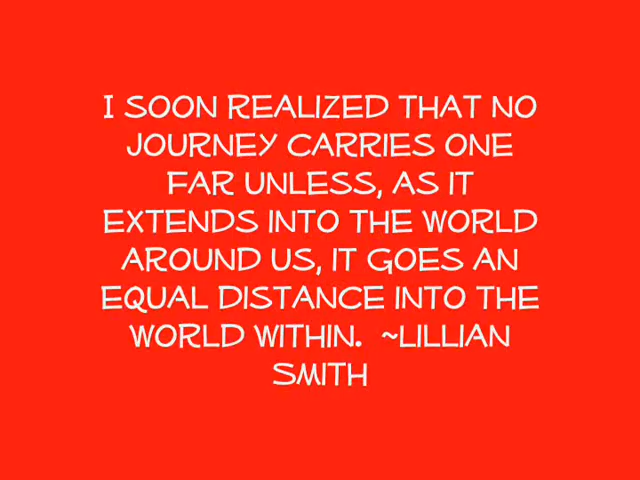 I SOON REALIZED THAT NO
JOURNEY CARRIES ONE
FAR UNLESS, AS IT
EXTENDS INTO THE WORLD
AROUND US, IT GOES AN
EQUAL DISTANCE INTO THE
WORLD WITHIN.  ~LILLIAN
SMITH